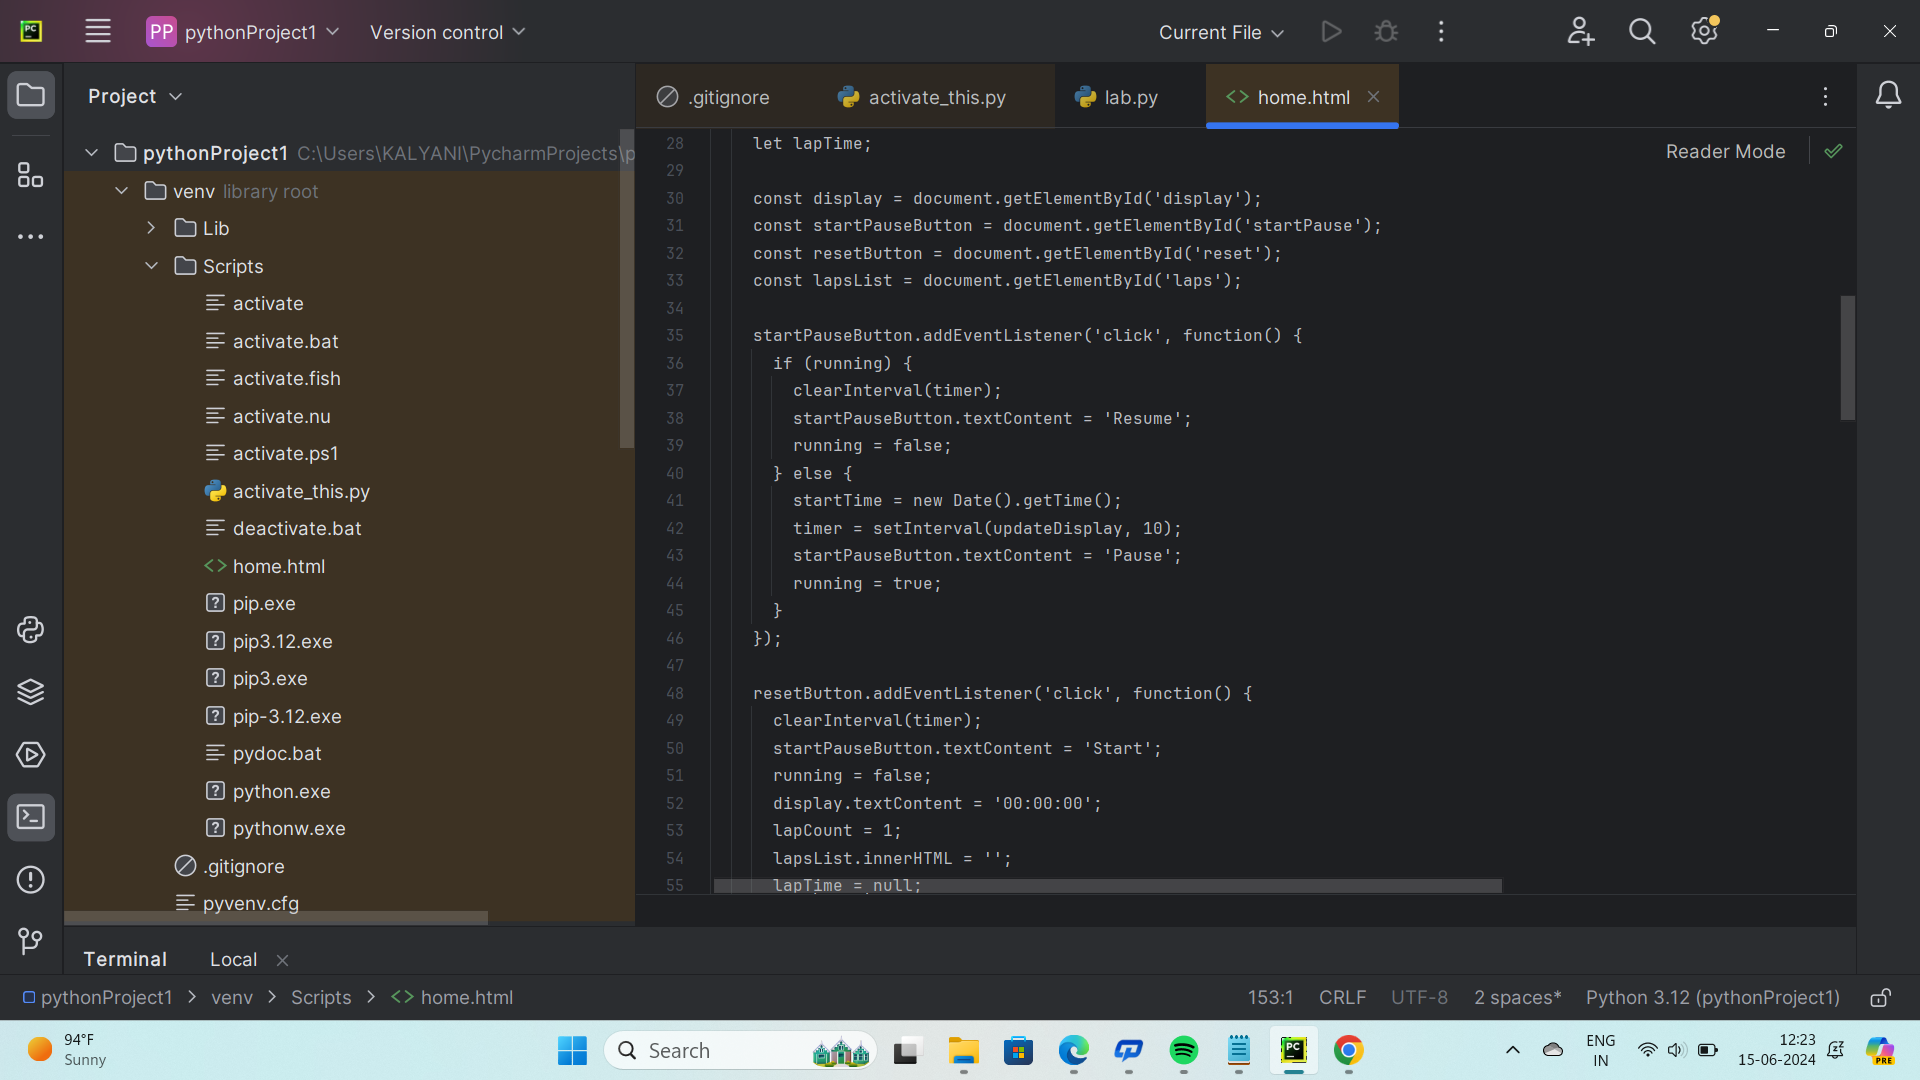 PC
PP pythonProject1
Version control
Current File
Project
.gitignore
activate_this.py
lab.py
<> home.html
Reader Mode
pythonProject1 C:\Users\KALYANI\PycharmProjects\p
venv library root
Lib
Scripts
activate
activate.bat
activate.fish
activate.nu
activate.ps1
activate_this.py
deactivate.bat
<> home.html
? pip.exe
? pip3.12.exe
? pip3.exe
? pip-3.12.exe
pydoc.bat
? python.exe
? pythonw.exe
.gitignore
pyvenv.cfg
28 let lapTime;
29
30 const display = document.getElementById('display');
31 const startPauseButton = document.getElementById('startPause');
32 const resetButton = document.getElementById('reset');
33 const lapsList = document.getElementById('laps');
34
35 startPauseButton.addEventListener('click', function() {
36 if (running) {
37 clearInterval(timer);
38 startPauseButton.textContent = 'Resume';
39 running = false;
40 } else {
41 startTime = new Date().getTime();
42 timer = setInterval(updateDisplay, 10);
43 startPauseButton.textContent = 'Pause';
44 running = true;
45 }
46 });
47
48 resetButton.addEventListener('click', function() {
49 clearInterval(timer);
50 startPauseButton.textContent = 'Start';
51 running = false;
52 display.textContent = '00:00:00';
53 lapCount = 1;
54 lapsList.innerHTML = '';
55 lapTime = null;
Terminal
Local
pythonProject1 > venv > Scripts > <> home.html
153:1 CRLF UTF-8 2 spaces* Python 3.12 (pythonProject1)
94°F
Sunny
Search
PC
ENG
IN
12:23
15-06-2024
PRE